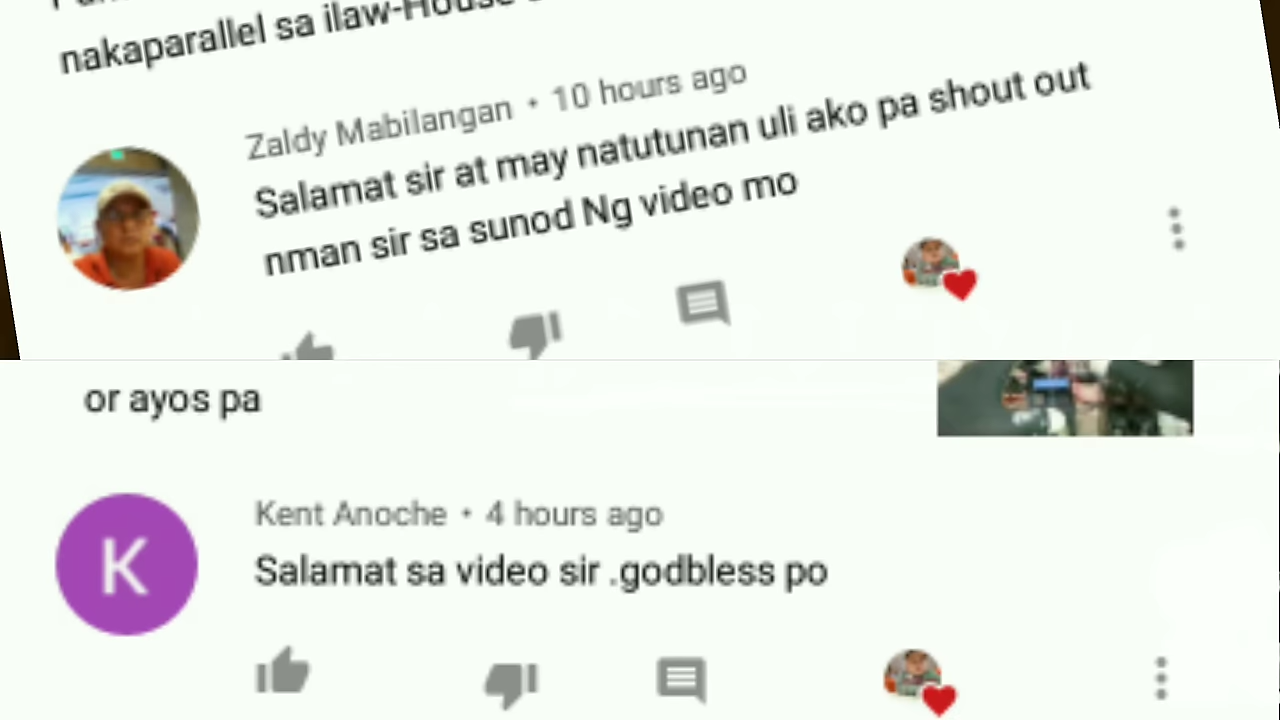 nakaparallel sa ilaw-House
Zaldy Mabilangan • 10 hours ago
Salamat sir at may natutunan uli ako pa shout out
nman sir sa sunod Ng video mo
or ayos pa
K
Kent Anoche • 4 hours ago
Salamat sa video sir .godbless po